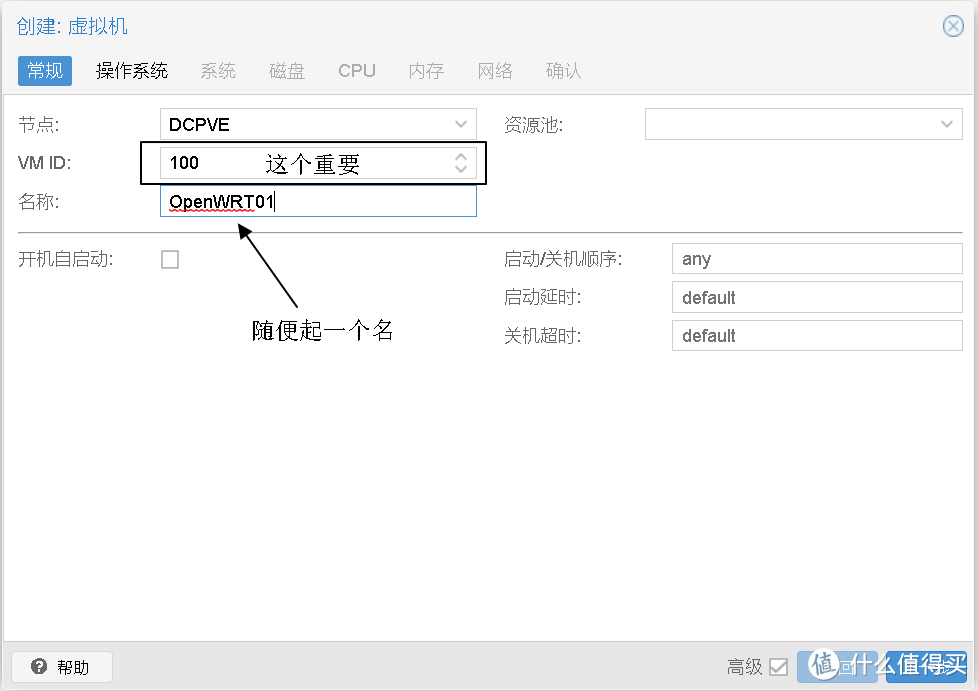 创建: 虚拟机
常规 操作系统 系统 磁盘 CPU 内存 网络 确认
节点: DCPVE 资源池:
VM ID: 100 这个重要
名称: OpenWRT01
开机自启动: 启动/关机顺序: any
启动延时: default
随便起一个名
关机超时: default
帮助 高级 值 什么值得买